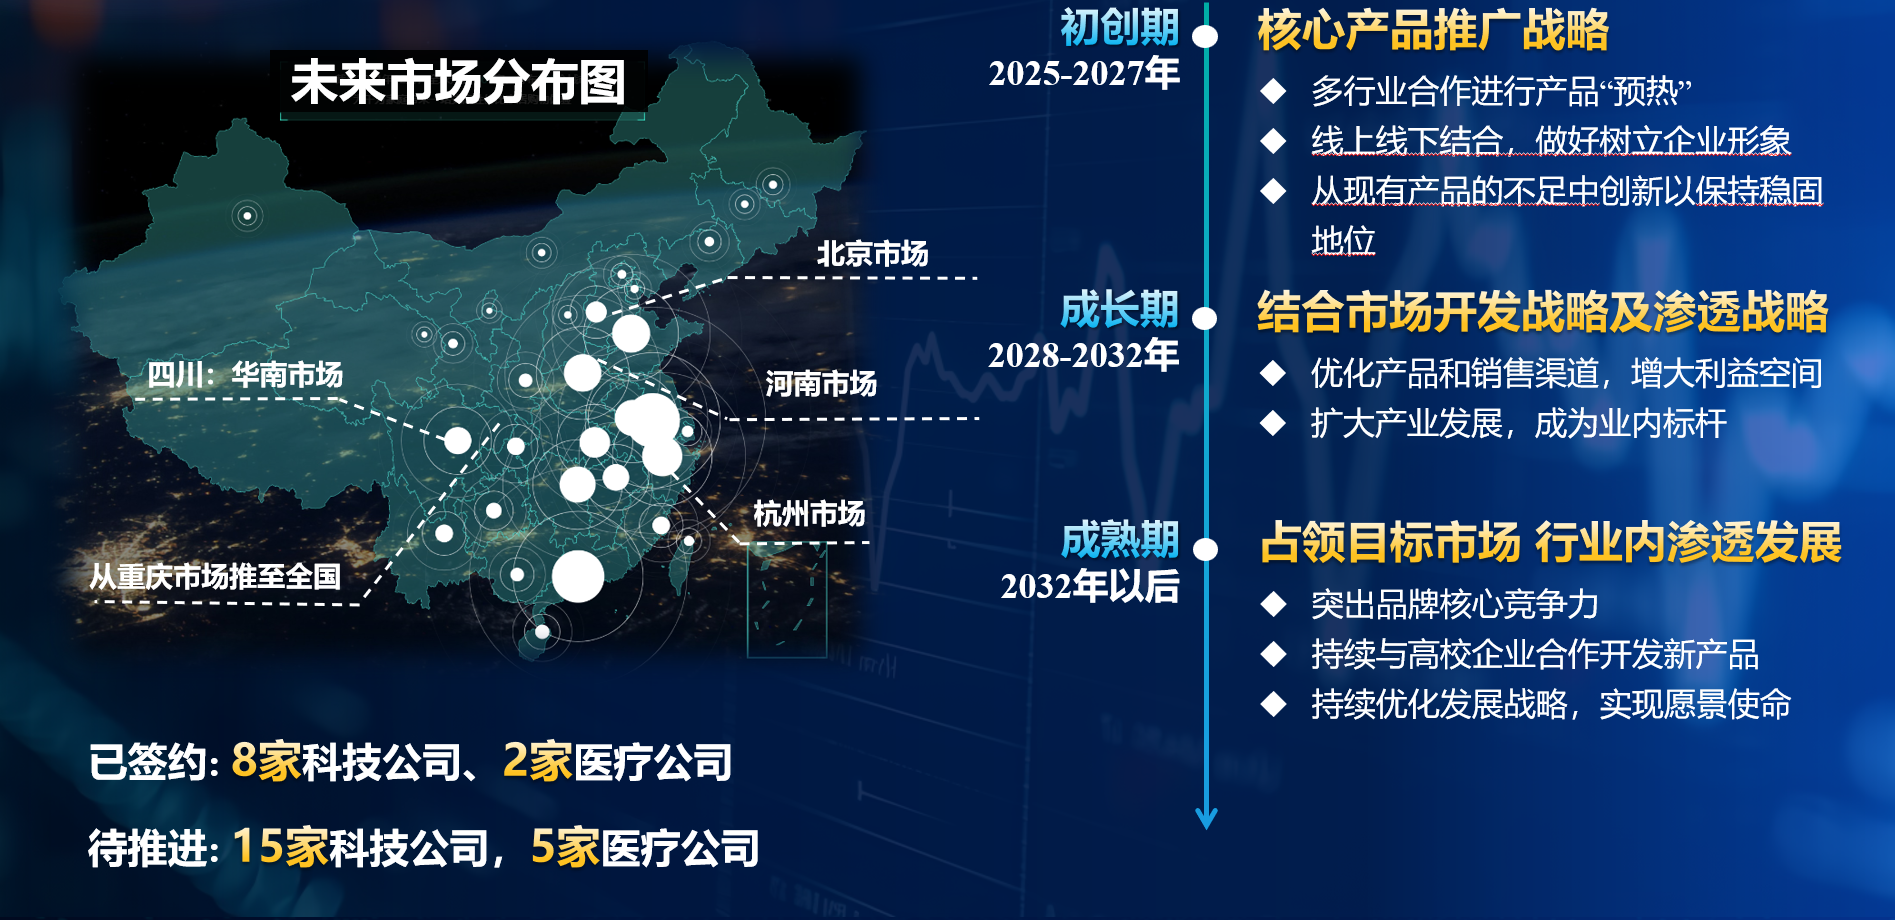 未来市场分布图
北京市场
四川：华南市场
河南市场
杭州市场
从重庆市场推至全国
已签约: 8家科技公司、2家医疗公司
待推进: 15家科技公司，5家医疗公司
初创期
2025-2027年
核心产品推广战略
多行业合作进行产品“预热”
线上线下结合，做好树立企业形象
从现有产品的不足中创新以保持稳固
地位
成长期
2028-2032年
结合市场开发战略及渗透战略
优化产品和销售渠道，增大利益空间
扩大产业发展，成为业内标杆
成熟期
2032年以后
占领目标市场 行业内渗透发展
突出品牌核心竞争力
持续与高校企业合作开发新产品
持续优化发展战略，实现愿景使命